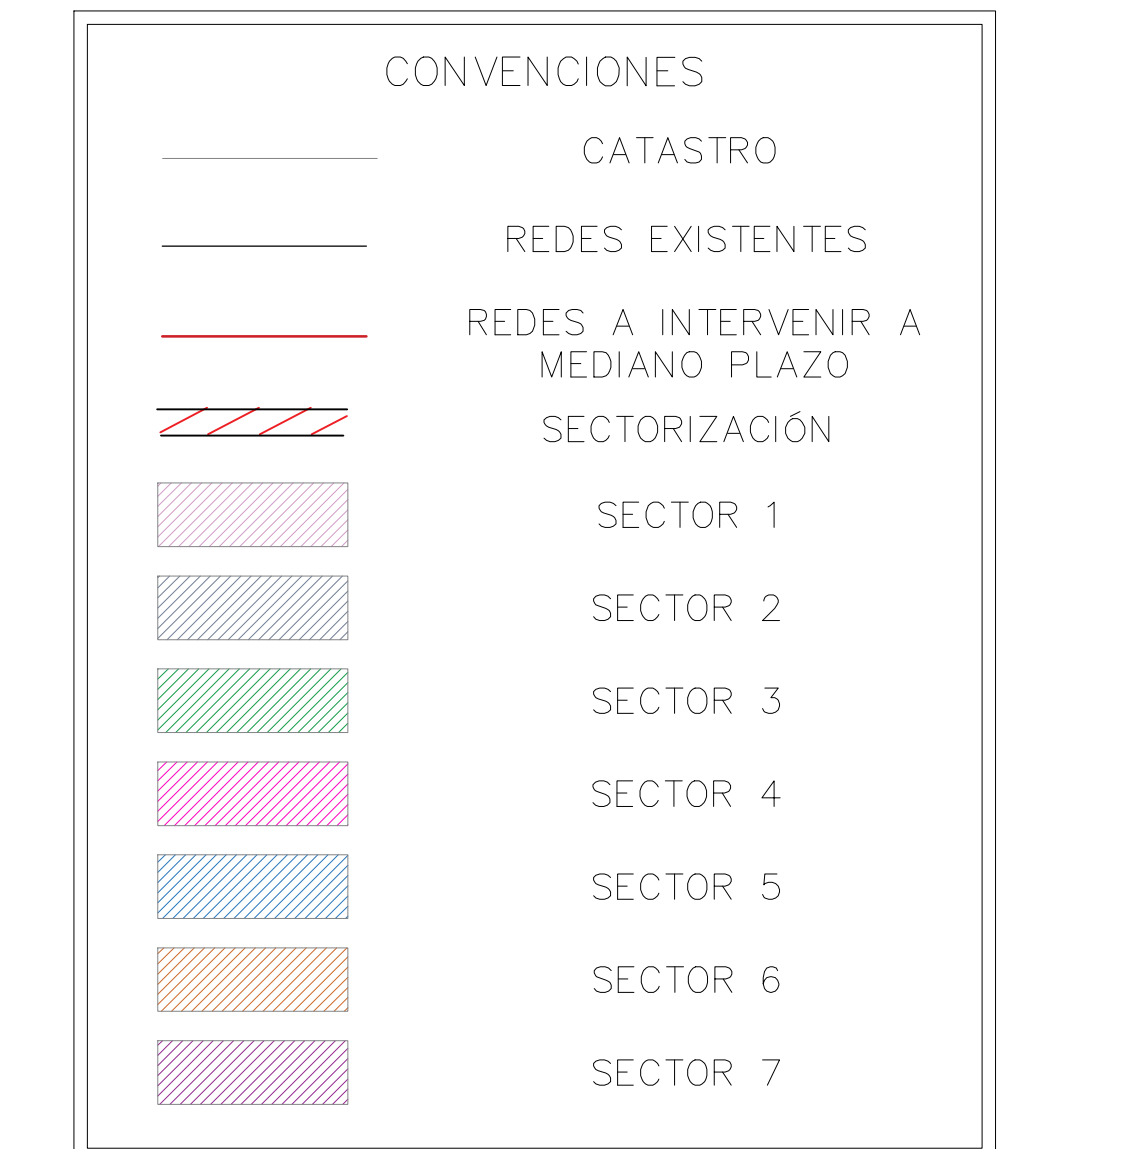 CONVENCIONES
CATASTRO
REDES EXISTENTES
REDES A INTERVENIR A
MEDIANO PLAZO
SECTORIZACIÓN
SECTOR 1
SECTOR 2
SECTOR 3
SECTOR 4
SECTOR 5
SECTOR 6
SECTOR 7